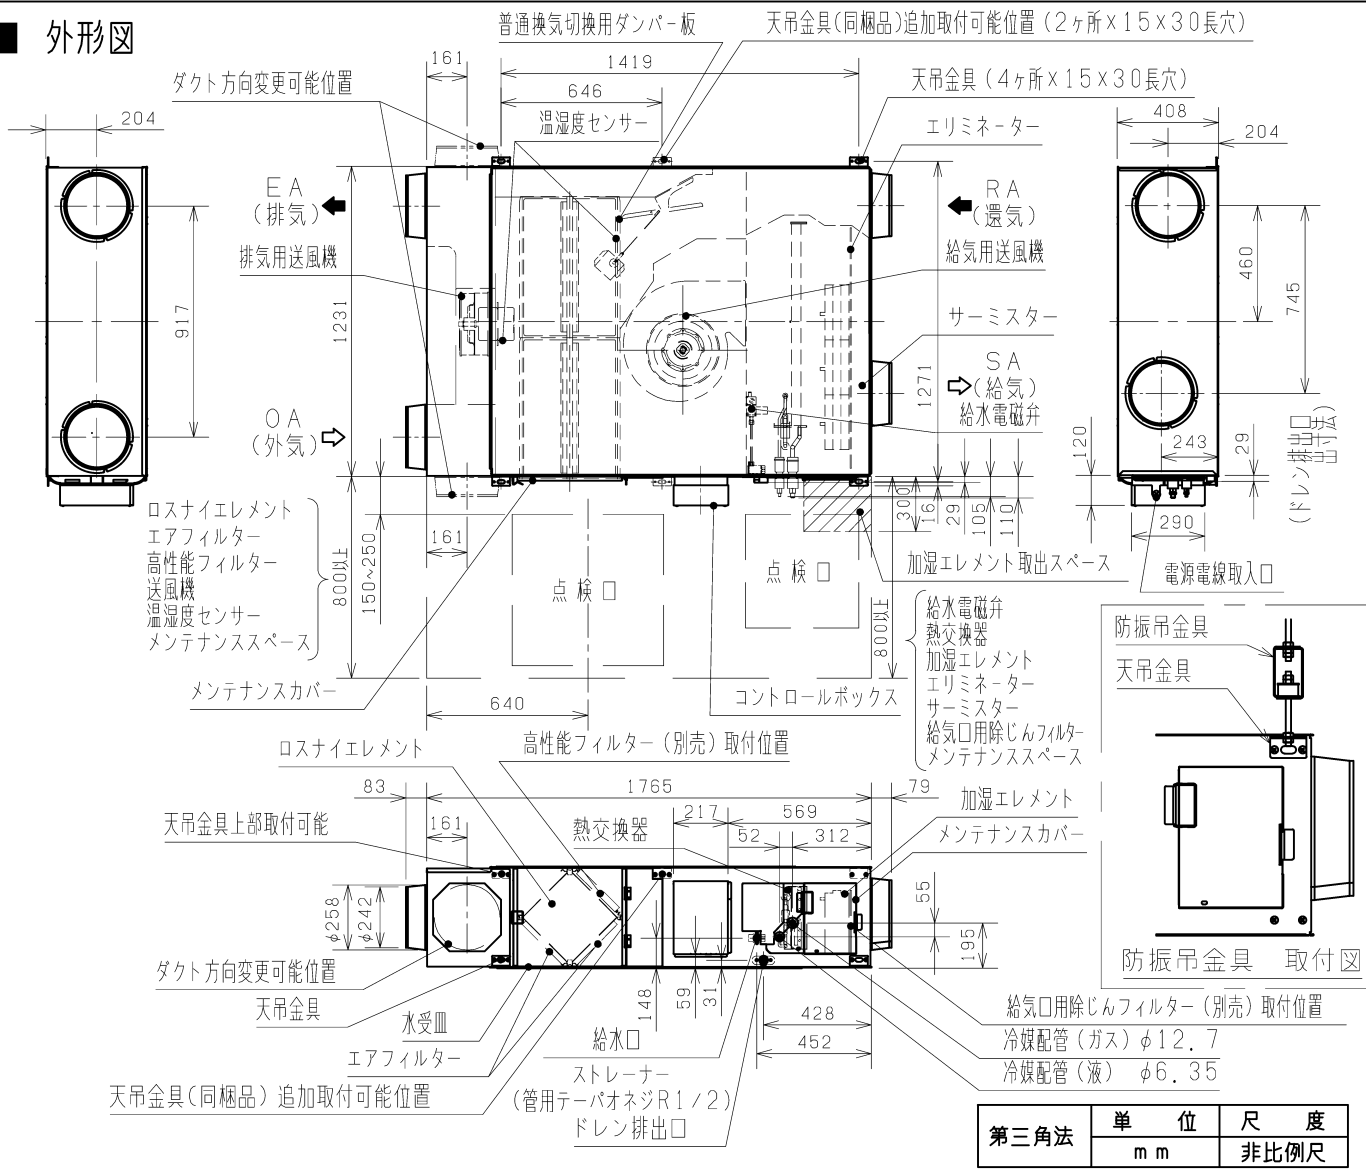 ■ 外形図
普通換気切換用ダンパー板
天吊金具(同梱品)追加取付可能位置(2ヶ所×15×30長穴)
161
1419
ダクト方向変更可能位置
天吊金具(4ヶ所×15×30長穴)
646
408
204
温湿度センサー
エリミネーター
204
EA
(排気)
RA
(還気)
排気用送風機
給気用送風機
917
1231
460
745
サーミスター
SA
(給気)
1271
OA
(外気)
給水電磁弁
120
243
29
(ドレン排出口
出寸法)
ロスナイエレメント
エアフィルター
高性能フィルター
送風機
温湿度センサー
メンテナンススペース
800以上
150~250
161
300
16
29
105
110
290
点検口
点検口
加湿エレメント取出スペース
電源電線取入口
800以上
給水電磁弁
熱交換器
加湿エレメント
エリミネーター
サーミスター
給気口用除じんフィルター
メンテナンススペース
防振吊金具
天吊金具
メンテナンスカバー
640
コントロールボックス
ロスナイエレメント
高性能フィルター(別売)取付位置
83
1765
79
天吊金具上部取付可能
161
熱交換器
217
569
52
312
加湿エレメント
メンテナンスカバー
φ258
φ242
55
195
ダクト方向変更可能位置
防振吊金具 取付図
天吊金具
水受皿
148
59
31
428
給気口用除じんフィルター(別売)取付位置
エアフィルター
給水口
452
冷媒配管(ガス)φ12.7
ストレーナー
冷媒配管(液) φ6.35
天吊金具(同梱品)追加取付可能位置
(管用テーパオネジR1/2)
ドレン排出口
第三角法
単位
尺度
mm
非比例尺